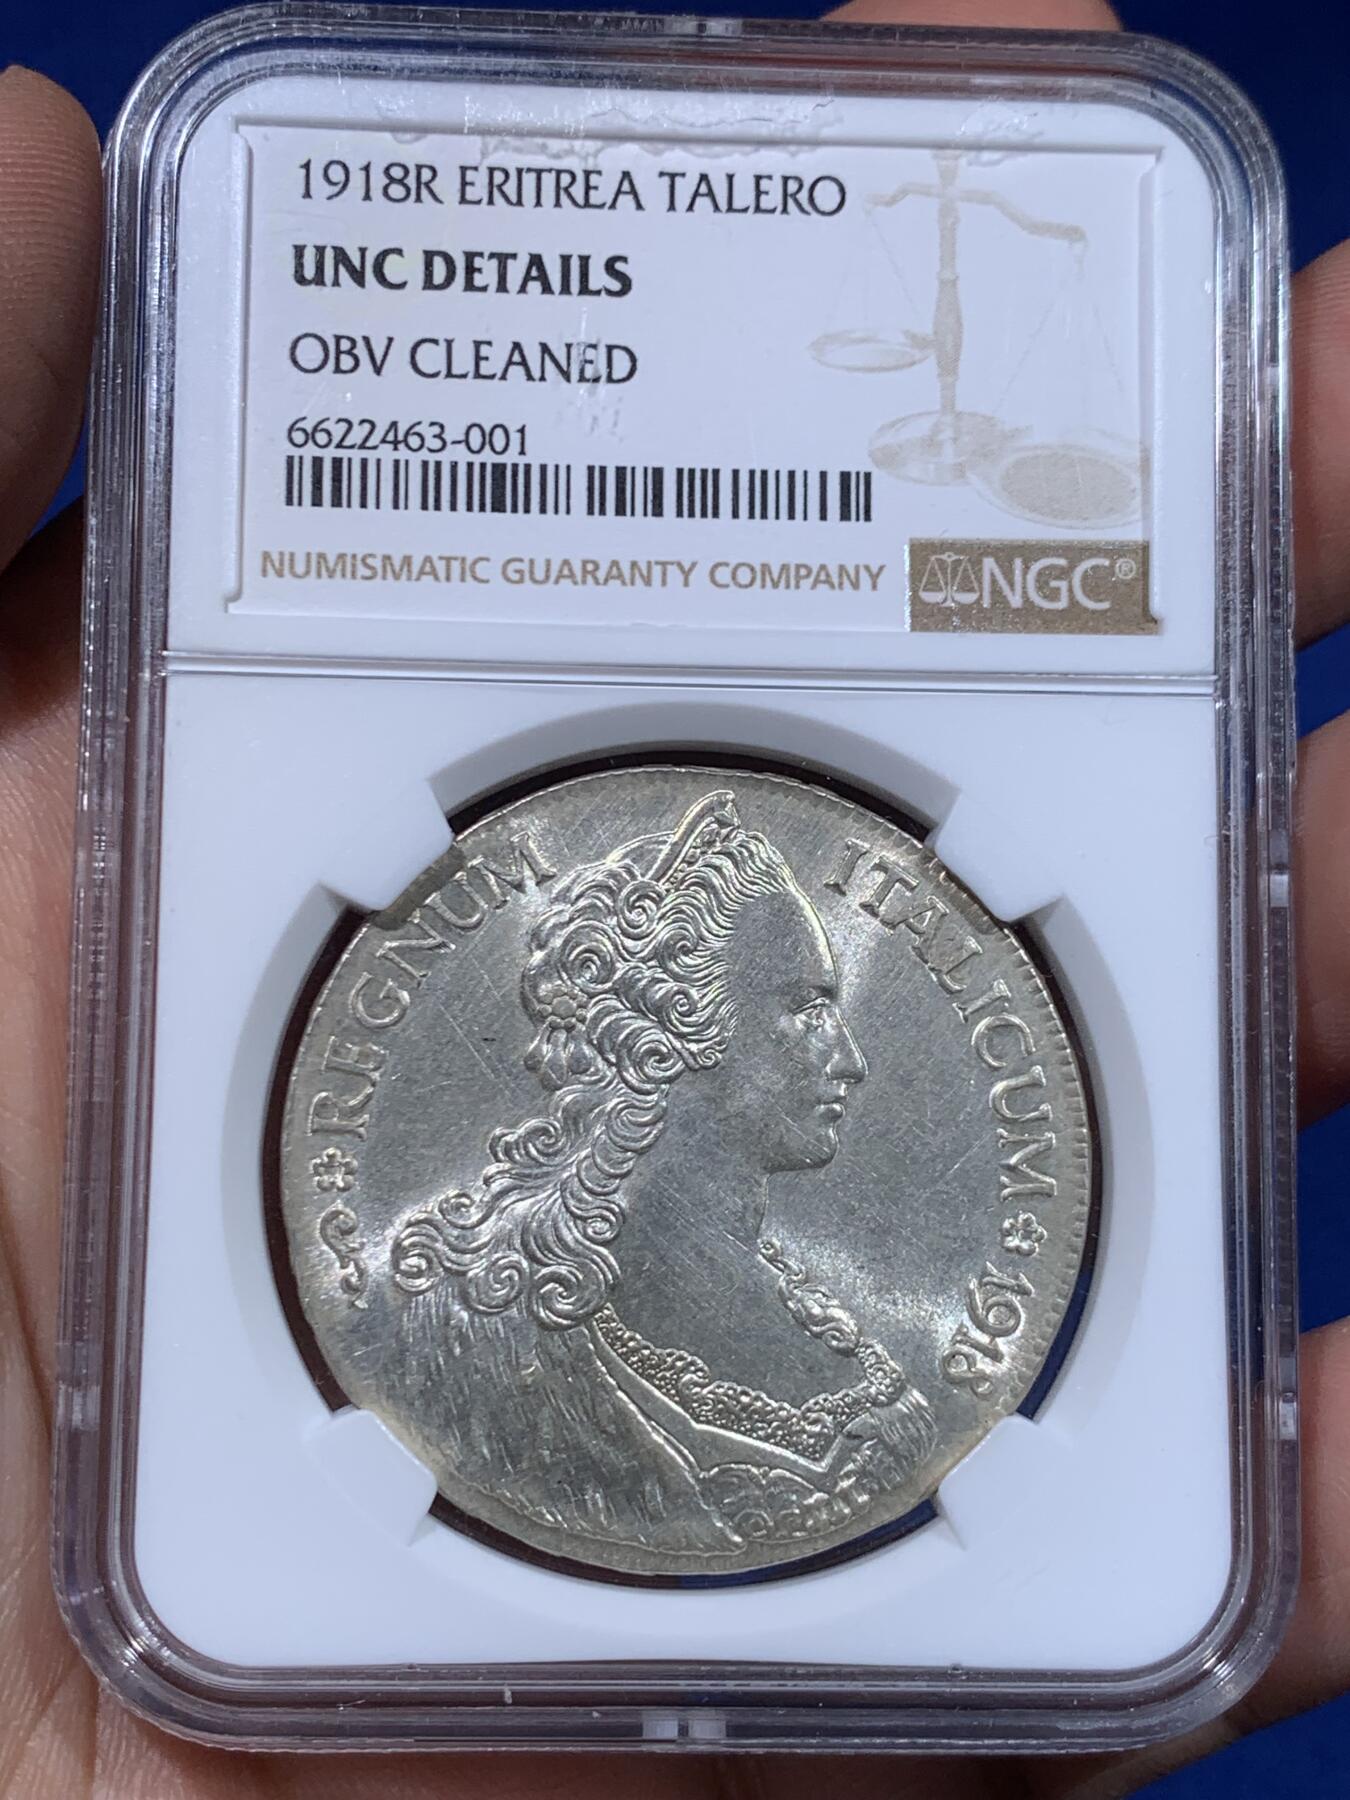 1918R ERITREA TALERO
UNC DETAILS
OBV CLEANED
6622463-001
NUMISMATIC GUARANTY COMPANY
NGC®
REGNUM ITALICUM 1918